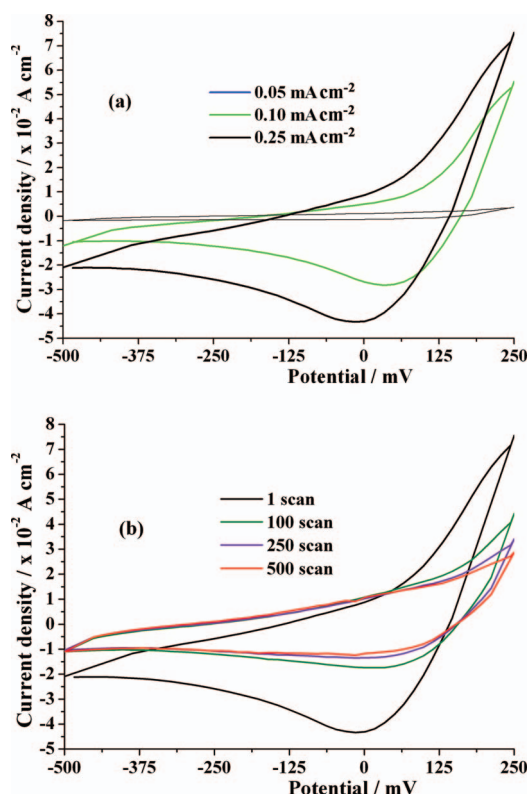 8
7
6
5
4
3
2
1
0
-1
-2
-3
-4
-5
Current density / x 10⁻² A cm⁻²
(a)
0.05 mA cm⁻²
0.10 mA cm⁻²
0.25 mA cm⁻²
-500 -375 -250 -125 0 125 250
Potential / mV
8
7
6
5
4
3
2
1
0
-1
-2
-3
-4
-5
Current density / x 10⁻² A cm⁻²
(b)
1 scan
100 scan
250 scan
500 scan
-500 -375 -250 -125 0 125 250
Potential / mV